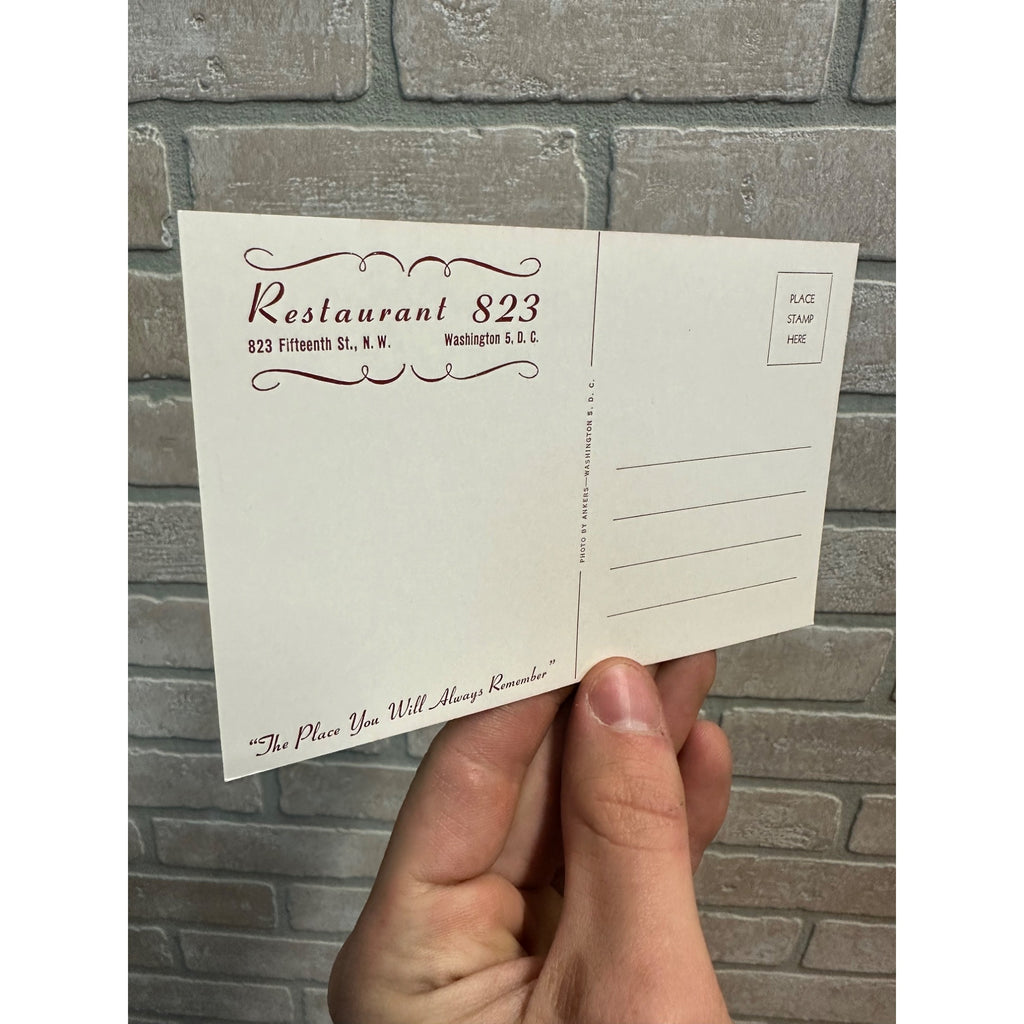 Restaurant 823
823 Fifteenth St., N. W. Washington 5, D. C.
"The Place You Will Always Remember"
PHOTO BY ANKERS—WASHINGTON 5, D. C.
PLACE
STAMP
HERE